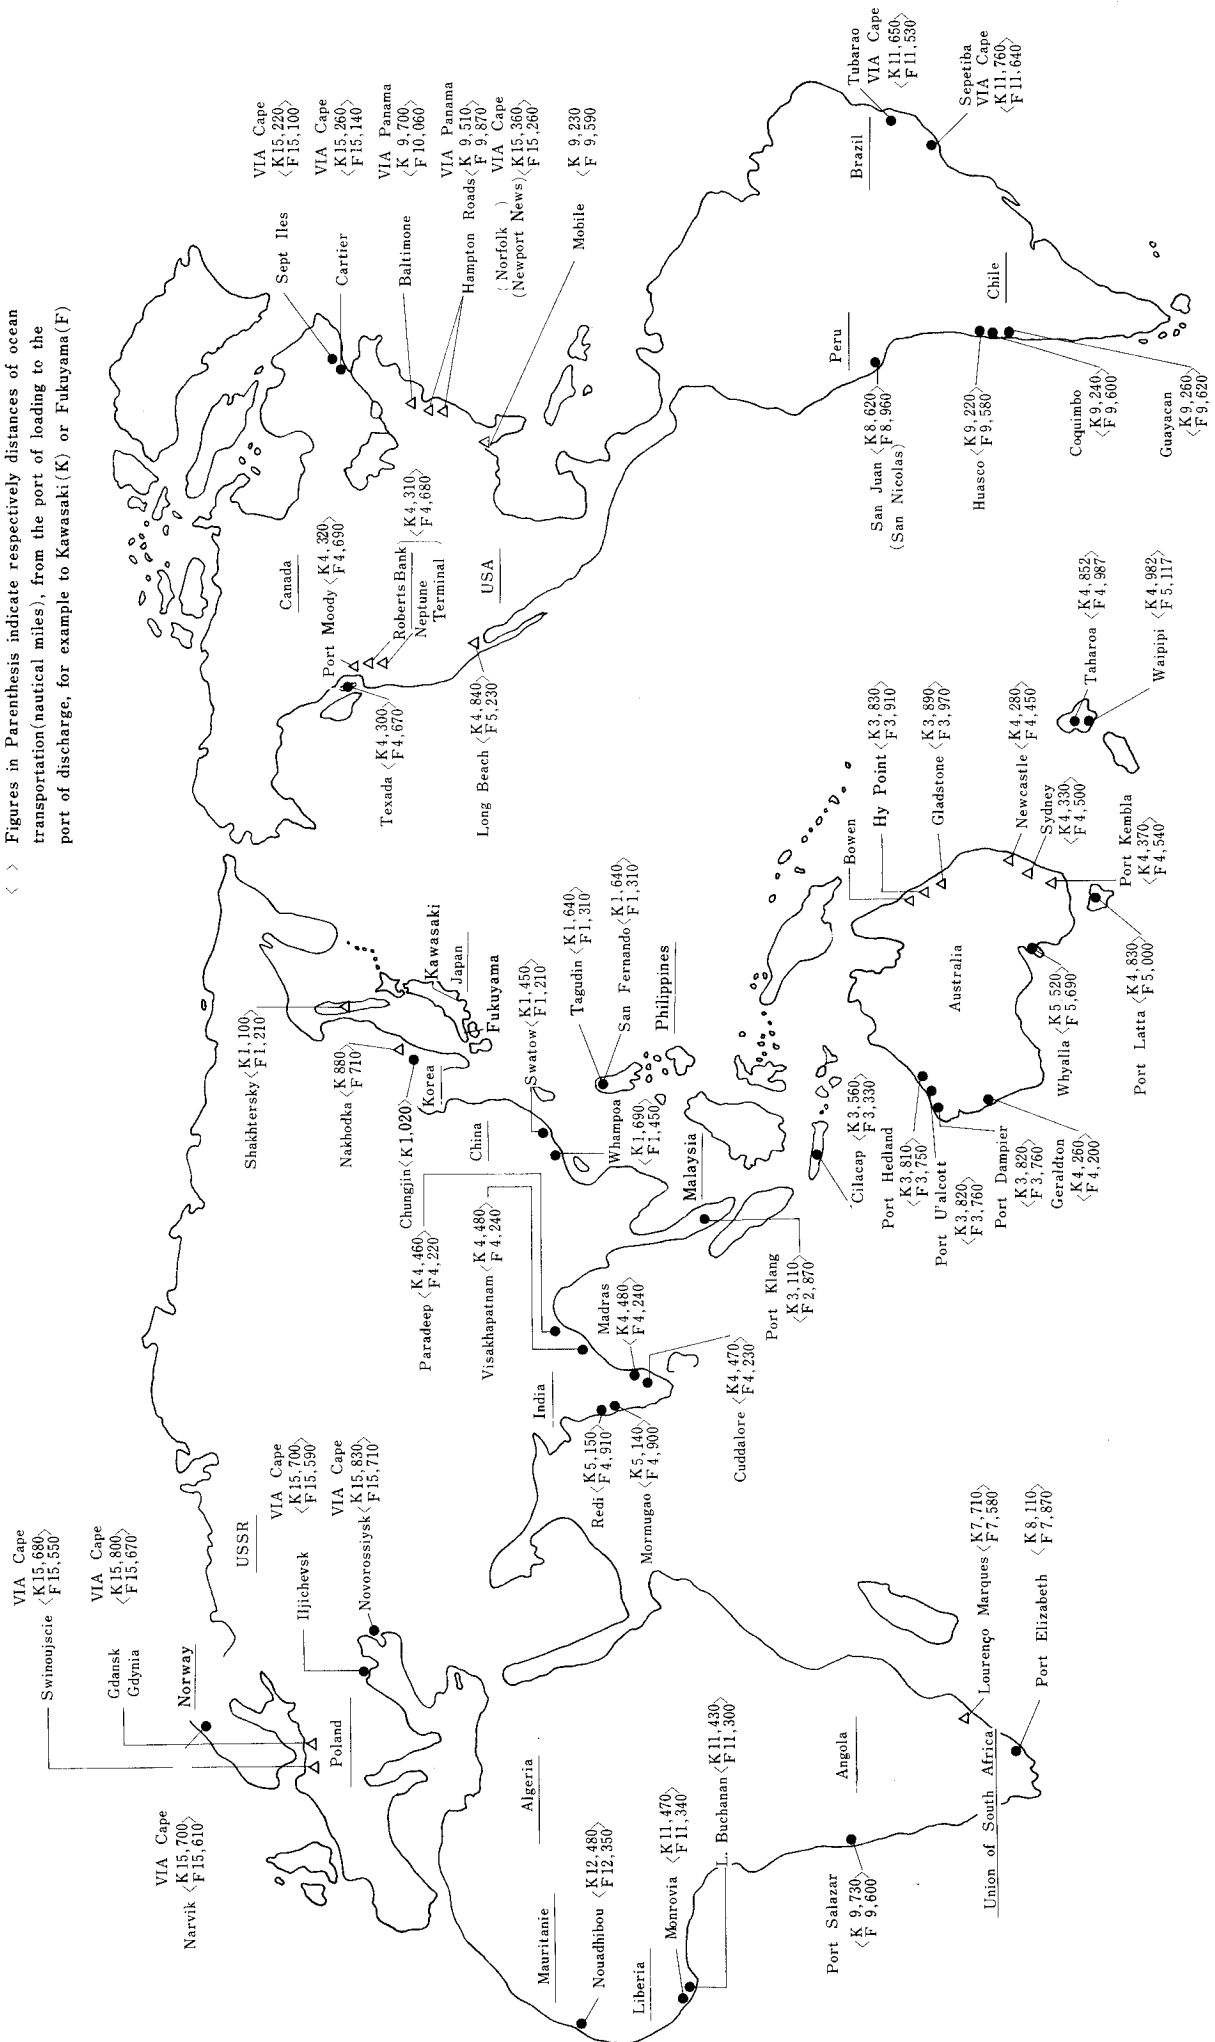 < > Figures in Parenthesis indicate respectively distances of ocean
transportation(nautical miles), from the port of loading to the
port of discharge, for example to Kawasaki(K) or Fukuyama(F)
Swinoujscie
VIA Cape
<K15,680>
F15,550
Gdansk
Gdynia
VIA Cape
<K15,800>
F15,670
Norway
Narvik
VIA Cape
<K15,700>
F15,610
Poland
USSR
Iljichevsk
VIA Cape
<K15,700>
F15,590
Novorossiysk
VIA Cape
<K15,830>
F15,710
Algeria
Mauritanie
Nouadhibou
<K12,480>
F12,350
Liberia
Monrovia
<K11,470>
F11,340
L. Buchanan
<K11,430>
F11,300
Angola
Port Salazar
<K 9,730>
F 9,600
Union of South Africa
Lourenço Marques
<K7,710>
F7,580
Port Elizabeth
<K 8,110>
F 7,870
India
Redi
<K5,150>
F4,910
Mormugao
<K5,140>
F4,900
Madras
<K4,480>
F4,240
Cuddalore
<K4,470>
F4,230
Paradeep
<K4,460>
F4,220
Visakhapatnam
<K4,480>
F4,240
Port Klang
<K3,110>
F2,870
Malaysia
Shakhtersky
<K1,100>
F1,210
Nakhodka
<K 880>
F 710
Chungjin<K1,020>
Korea
China
Kawasaki
Japan
Fukuyama
Swatow
<K1,450>
F1,210
Whampoa
<K1,690>
F1,450
Tagudin
<K1,640>
F1,310
San Fernando
<K1,640>
F1,310
Philippines
Cilacap
<K3,560>
F3,330
Port Hedland
<K3,810>
F3,750
Port U'alcott
<K3,820>
F3,760
Port Dampier
<K3,820>
F3,760
Geraldton
<K4,260>
F4,200
Australia
Bowen
Hy Point
<K3,830>
F3,910
Gladstone
<K3,890>
F3,970
Newcastle
<K4,280>
F4,450
Sydney
<K4,330>
F4,500
Port Kembla
<K4,370>
F4,540
Whyalla
<K5,520>
F5,690
Port Latta
<K4,830>
F5,000
Taharoa
<K4,852>
F4,987
Waipipi
<K4,982>
F5,117
Canada
Port Moody
<K4,320>
F4,690
Roberts Bank
Neptune
Terminal
<K4,310>
F4,680
Texada
<K4,300>
F4,670
USA
Long Beach
<K4,840>
F5,230
Sept Iles
VIA Cape
<K15,220>
F15,100
Cartier
VIA Cape
<K15,260>
F15,140
Baltimone
VIA Panama
<K 9,700>
F10,060
Hampton Roads
VIA Panama
<K 9,510>
F 9,870
(Norfolk )
(Newport News)
VIA Cape
<K15,360>
F15,260
Mobile
<K 9,230>
F 9,590
Peru
San Juan
(San Nicolas)
<K8,620>
F8,960
Huasco
<K9,220>
F9,580
Coquimbo
<K9,240>
F9,600
Guayacan
<K9,260>
F9,620
Chile
Brazil
Tubarao
VIA Cape
<K11,650>
F11,530
Sepetiba
VIA Cape
<K11,760>
F11,640